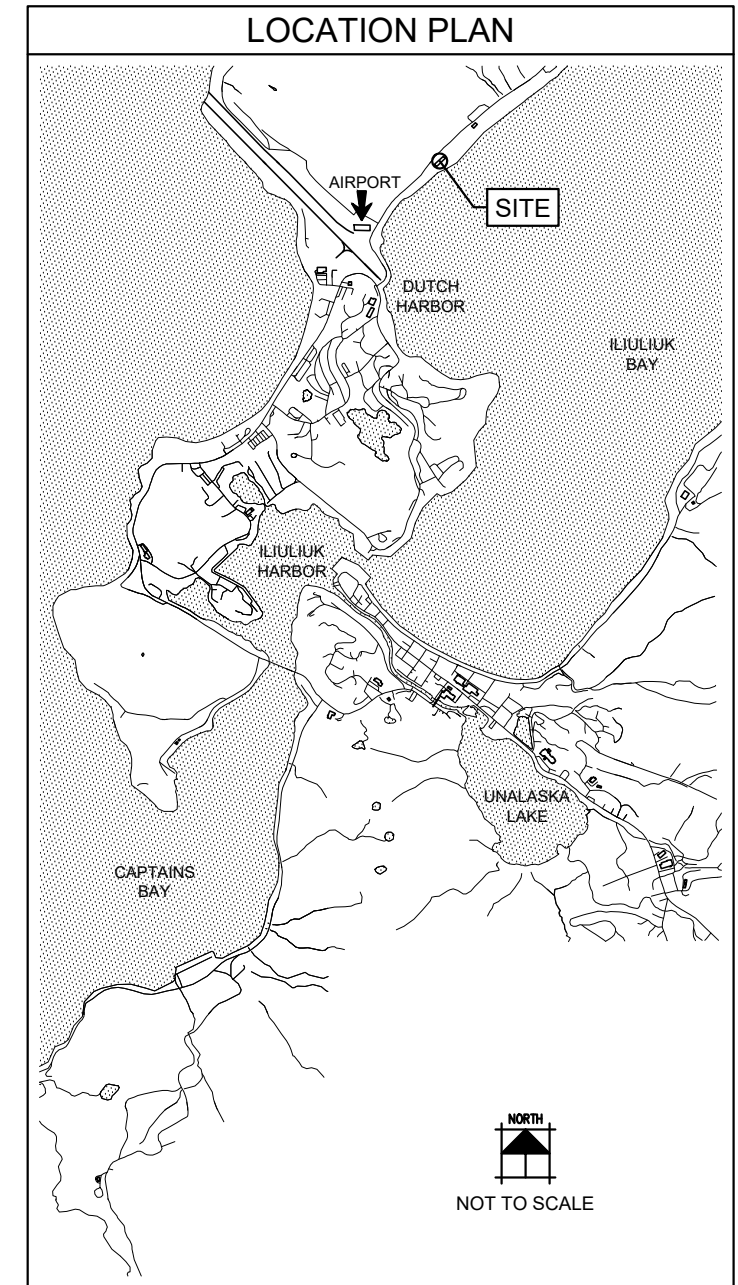 LOCATION PLAN
AIRPORT
SITE
DUTCH
HARBOR
ILIULIUK
BAY
ILIULIUK
HARBOR
UNALASKA
LAKE
CAPTAINS
BAY
NORTH
NOT TO SCALE